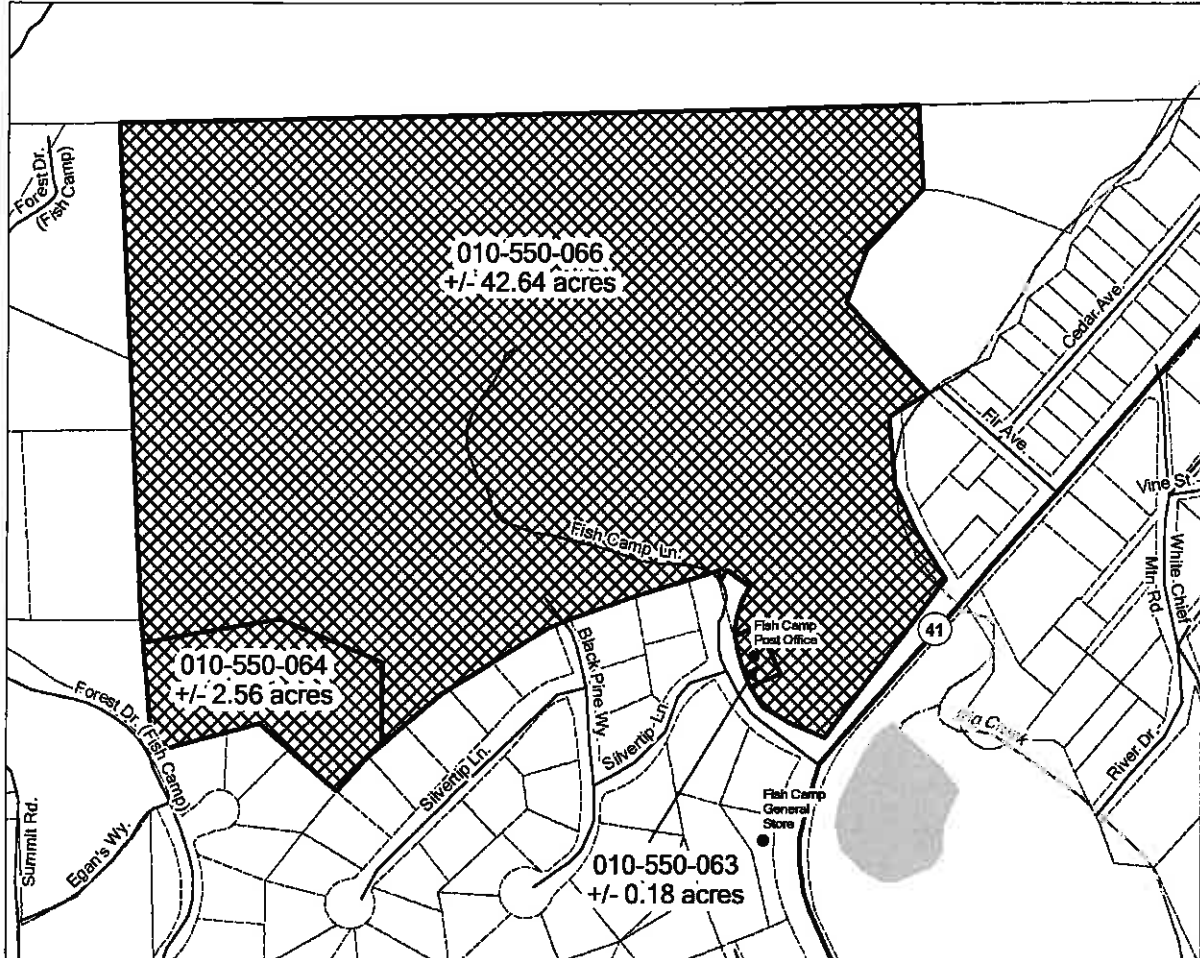 Forest Dr.
(Fish Camp)
010-550-066
+/- 42.64 acres
Cedar Ave.
Fir Ave.
Vine St.
White Chief
Mtn. Rd
Fish Camp Ln.
41
Fish Camp
Post Office
010-550-064
+/- 2.56 acres
Black Pine Wy.
Forest Dr. (Fish Camp)
Silvertip Ln.
Silvertip Ln.
Creek
River Dr.
Fish Camp
General
Store
Summit Rd.
Egan's Wy.
010-550-063
+/- 0.18 acres